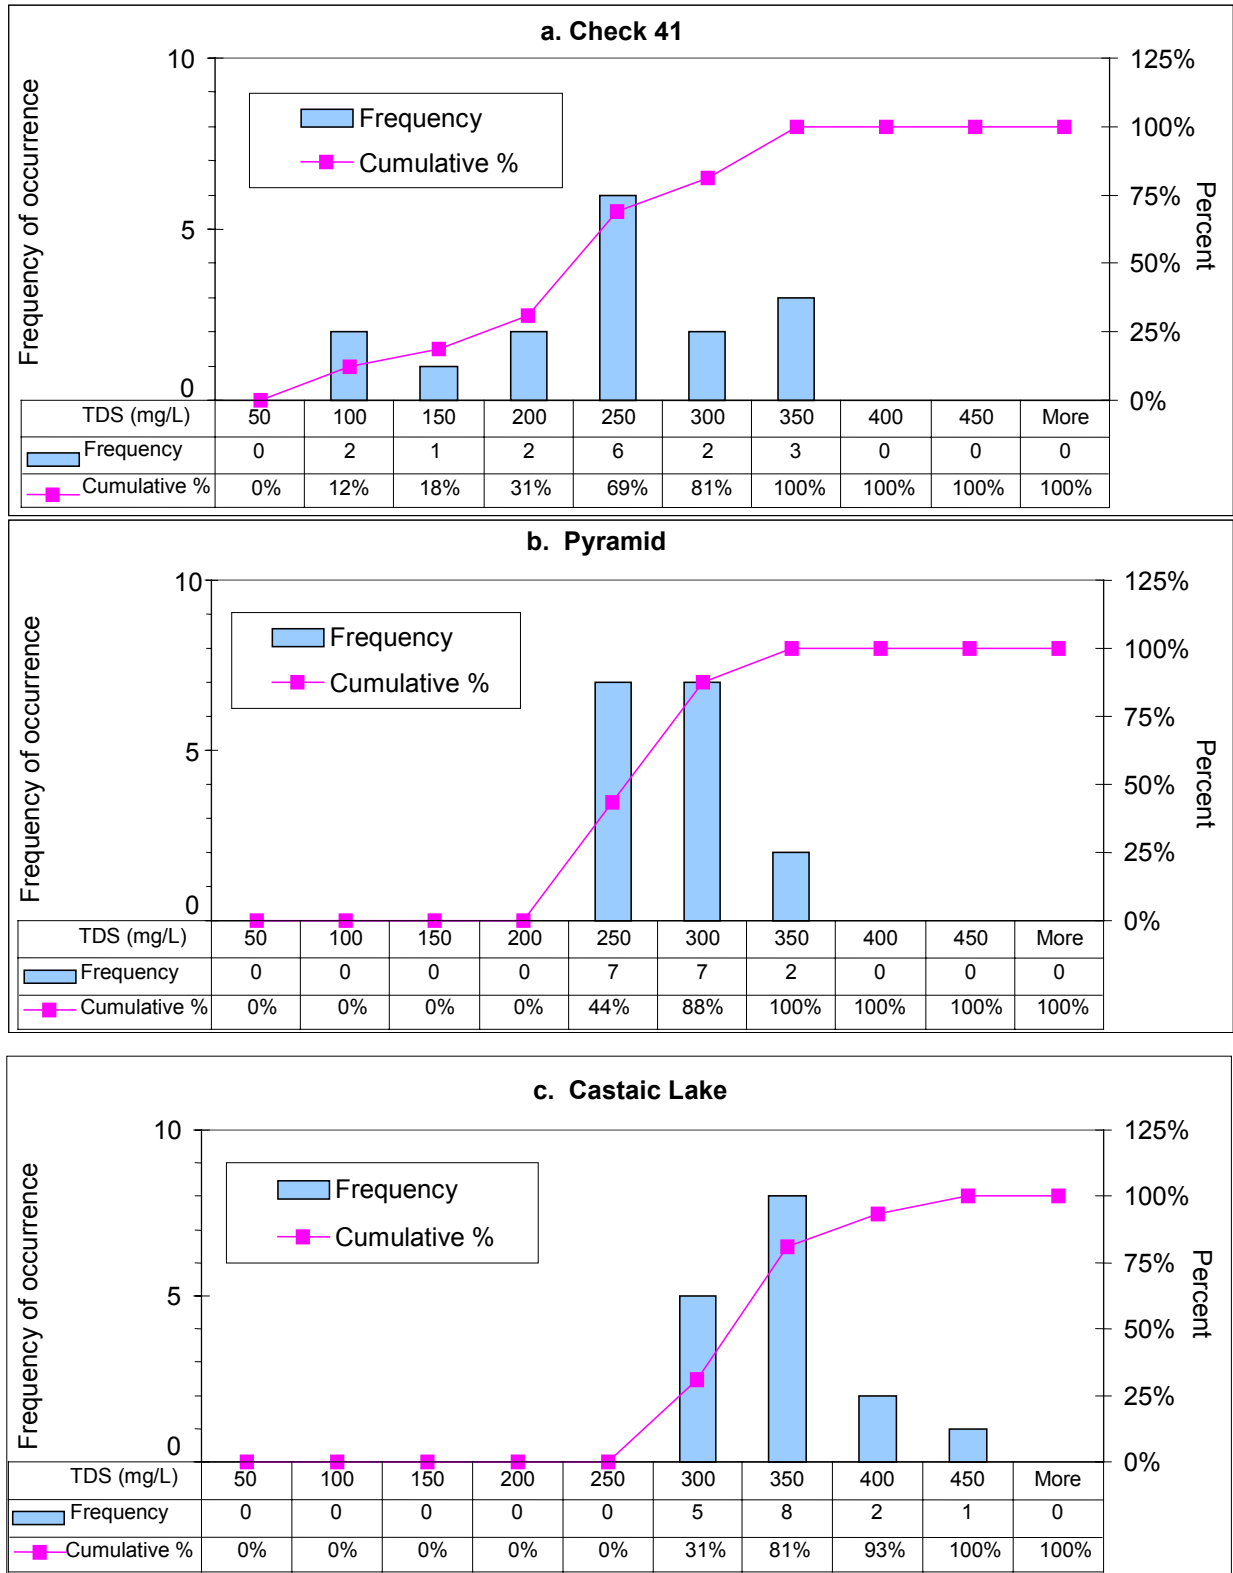 a. Check 41
Frequency of occurrence
10
5
0
125%
100%
75%
50%
25%
0%
Percent
Frequency
Cumulative %
TDS (mg/L) 50 100 150 200 250 300 350 400 450 More
Frequency 0 2 1 2 6 2 3 0 0 0
Cumulative % 0% 12% 18% 31% 69% 81% 100% 100% 100% 100%
b. Pyramid
Frequency of occurrence
10
5
0
125%
100%
75%
50%
25%
0%
Percent
Frequency
Cumulative %
TDS (mg/L) 50 100 150 200 250 300 350 400 450 More
Frequency 0 0 0 0 7 7 2 0 0 0
Cumulative % 0% 0% 0% 0% 44% 88% 100% 100% 100% 100%
c. Castaic Lake
Frequency of occurrence
10
5
0
125%
100%
75%
50%
25%
0%
Percent
Frequency
Cumulative %
TDS (mg/L) 50 100 150 200 250 300 350 400 450 More
Frequency 0 0 0 0 0 5 8 2 1 0
Cumulative % 0% 0% 0% 0% 0% 31% 81% 93% 100% 100%